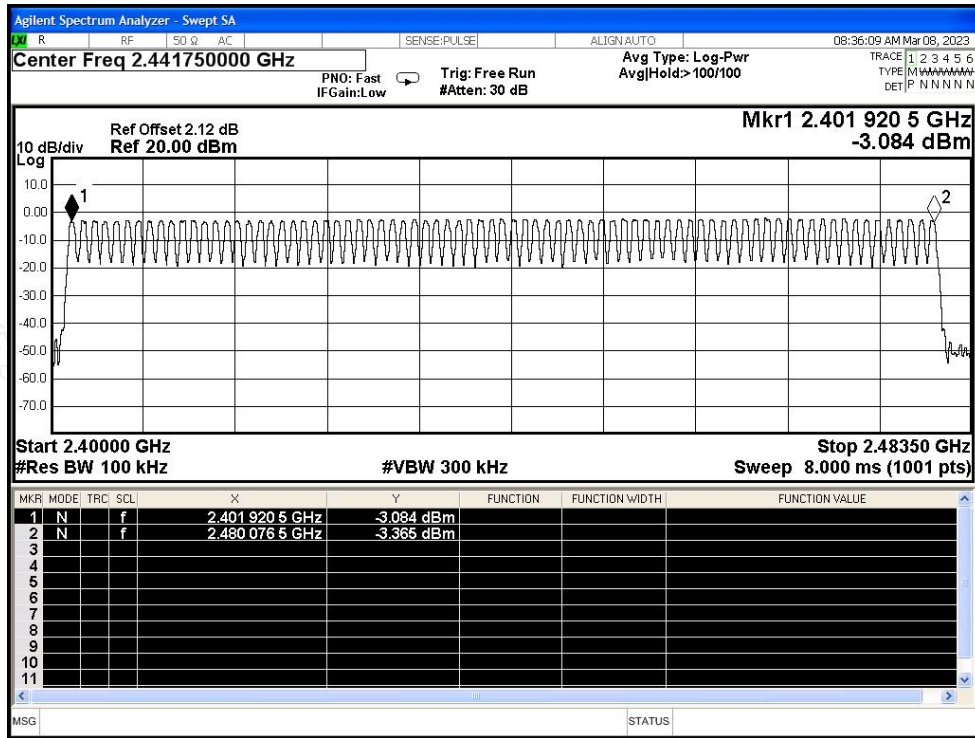 Agilent Spectrum Analyzer - Swept SA
LXI R RF 50 Ω AC SENSE:PULSE ALIGN AUTO 08:36:09 AM Mar 08, 2023
Center Freq 2.441750000 GHz
PNO: Fast
IFGain:Low
Trig: Free Run
#Atten: 30 dB
Avg Type: Log-Pwr
Avg|Hold:>100/100
TRACE 1 2 3 4 5 6
TYPE M
DET P N N N N N
Mkr1 2.401 920 5 GHz
-3.084 dBm
Ref Offset 2.12 dB
10 dB/div Ref 20.00 dBm
Log
10.0
0.00
-10.0
-20.0
-30.0
-40.0
-50.0
-60.0
-70.0
1
2
Start 2.40000 GHz Stop 2.48350 GHz
#Res BW 100 kHz #VBW 300 kHz Sweep 8.000 ms (1001 pts)
MKR MODE TRC SCL X Y FUNCTION FUNCTION WIDTH FUNCTION VALUE
1 N f 2.401 920 5 GHz -3.084 dBm
2 N f 2.480 076 5 GHz -3.365 dBm
3
4
5
6
7
8
9
10
11
MSG STATUS